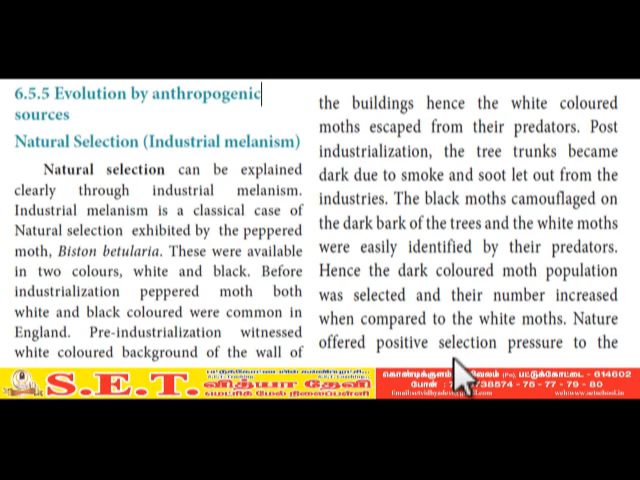 6.5.5 Evolution by anthropogenic
sources
Natural Selection (Industrial melanism)
Natural selection can be explained
clearly through industrial melanism.
Industrial melanism is a classical case of
Natural selection exhibited by the peppered
moth, Biston betularia. These were available
in two colours, white and black. Before
industrialization peppered moth both
white and black coloured were common in
England. Pre-industrialization witnessed
white coloured background of the wall of
the buildings hence the white coloured
moths escaped from their predators. Post
industrialization, the tree trunks became
dark due to smoke and soot let out from the
industries. The black moths camouflaged on
the dark bark of the trees and the white moths
were easily identified by their predators.
Hence the dark coloured moth population
was selected and their number increased
when compared to the white moths. Nature
offered positive selection pressure to the
S.E.T.
வித்யா தேவி
மெட்ரிக் மேல் நிலைப்பள்ளி
கொண்டிக்குளம் பட்டுக்கோட்டை - 614602
போன் : 738574 - 76 - 77 - 79 - 80